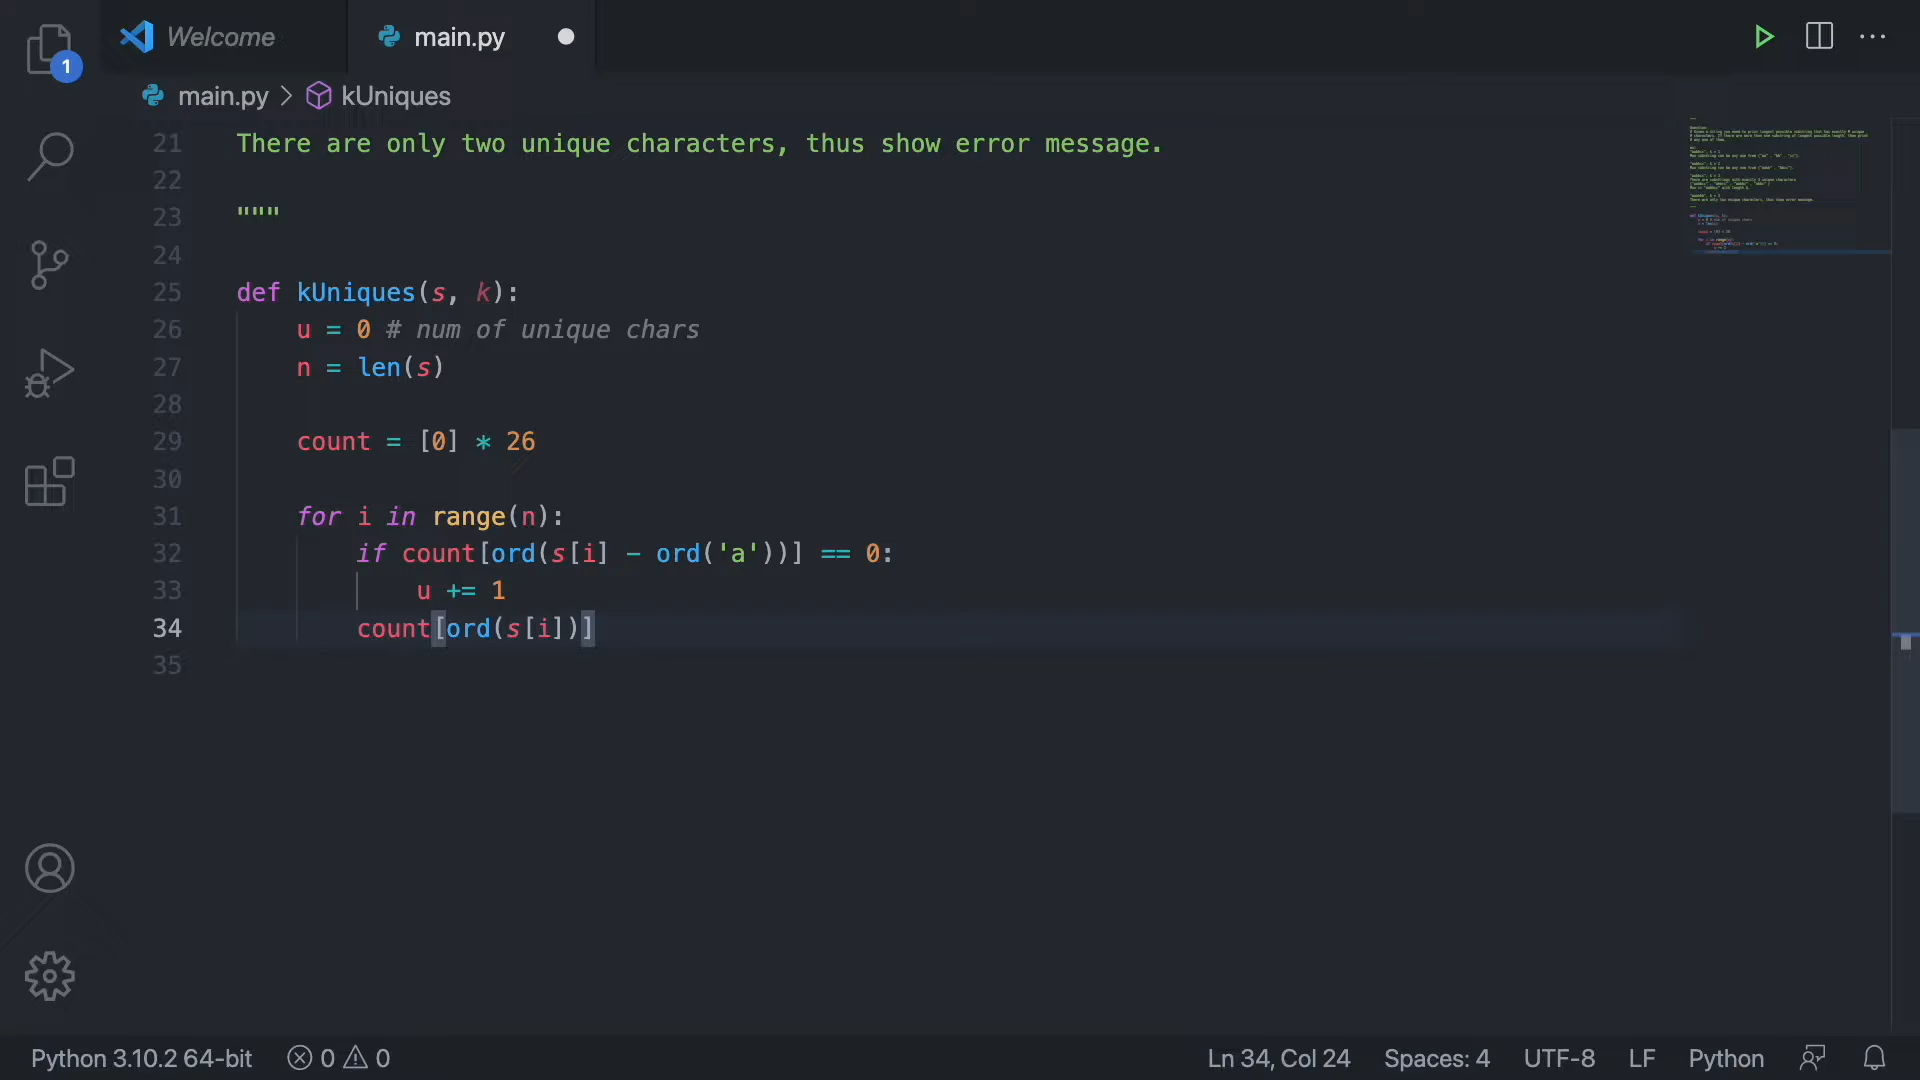 1
Welcome
main.py
main.py > kUniques
21 There are only two unique characters, thus show error message.
22
23 """
24
25 def kUniques(s, k):
26 u = 0 # num of unique chars
27 n = len(s)
28
29 count = [0] * 26
30
31 for i in range(n):
32 if count[ord(s[i] - ord('a'))] == 0:
33 u += 1
34 count[ord(s[i])]
35
Python 3.10.2 64-bit 0 0 Ln 34, Col 24 Spaces: 4 UTF-8 LF Python